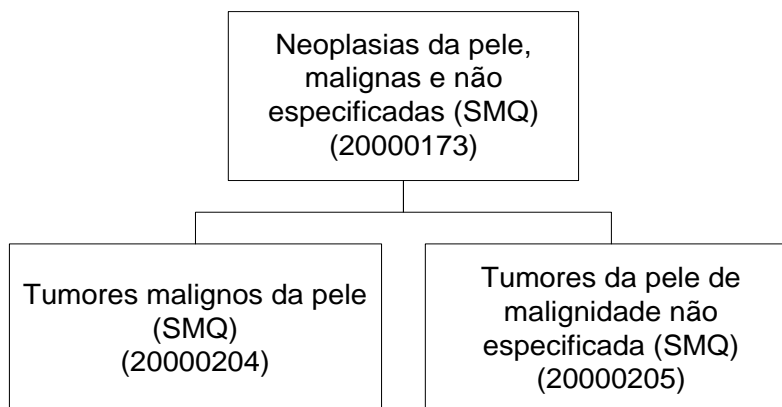 Neoplasias da pele,
malignas e não
especificadas (SMQ)
(20000173)
Tumores malignos da pele
(SMQ)
(20000204)
Tumores da pele de
malignidade não
especificada (SMQ)
(20000205)